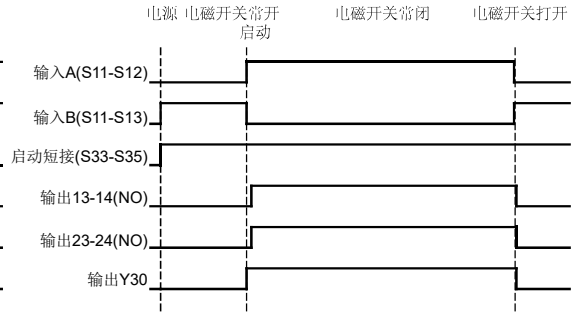 电源 电磁开关常开 电磁开关常闭 电磁开关打开
启动
输入A(S11-S12)
输入B(S11-S13)
启动短接(S33-S35)
输出13-14(NO)
输出23-24(NO)
输出Y30